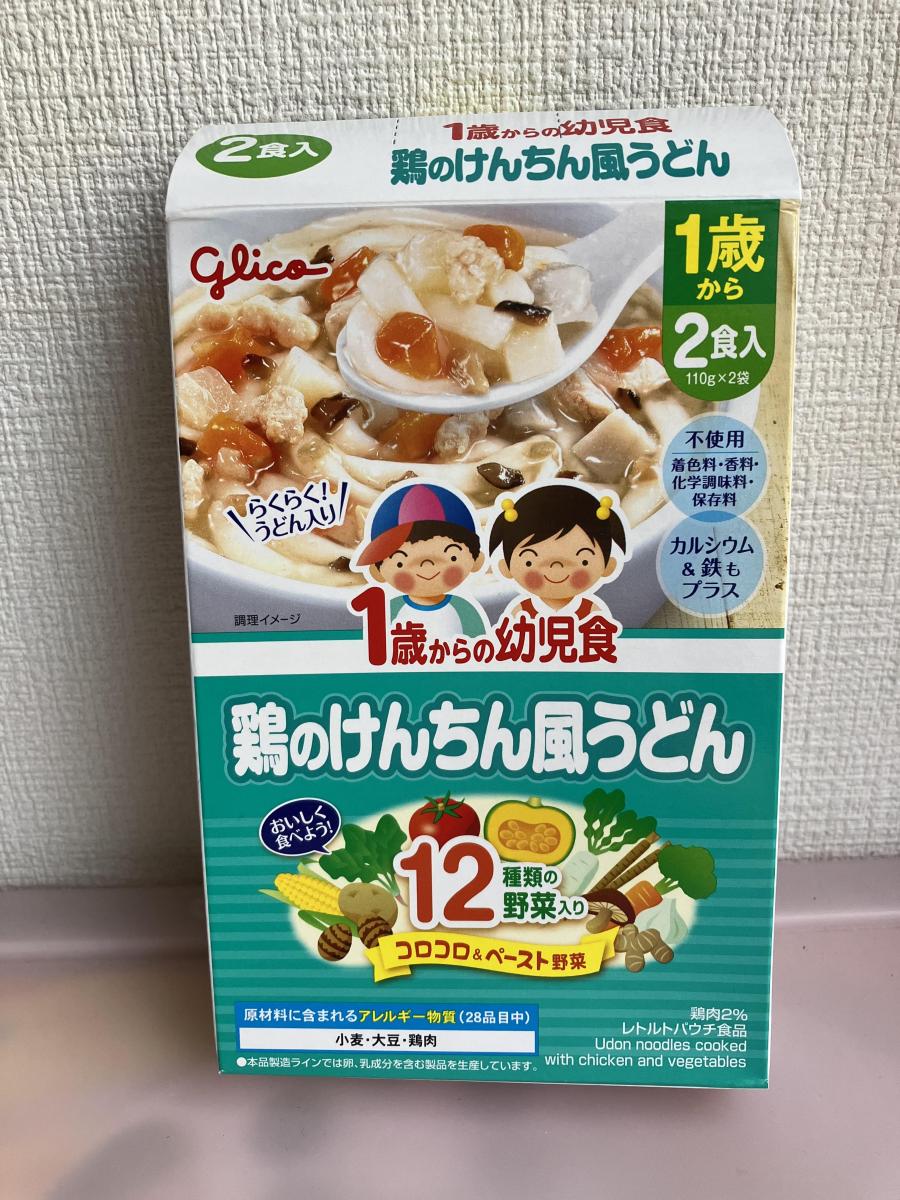 2食入
1歳からの幼児食
鶏のけんちん風うどん
glico
1歳
から
2食入
110g×2袋
不使用
着色料・香料・
化学調味料・
保存料
カルシウム
&鉄も
プラス
らくらく!
うどん入り
調理イメージ
1歳からの幼児食
鶏のけんちん風うどん
おいしく
食べよう!
12種類の
野菜入り
コロコロ&ペースト野菜
原材料に含まれるアレルギー物質(28品目中)
小麦・大豆・鶏肉
●本品製造ラインでは卵、乳成分を含む製品を生産しています。
鶏肉2%
レトルトパウチ食品
Udon noodles cooked
with chicken and vegetables